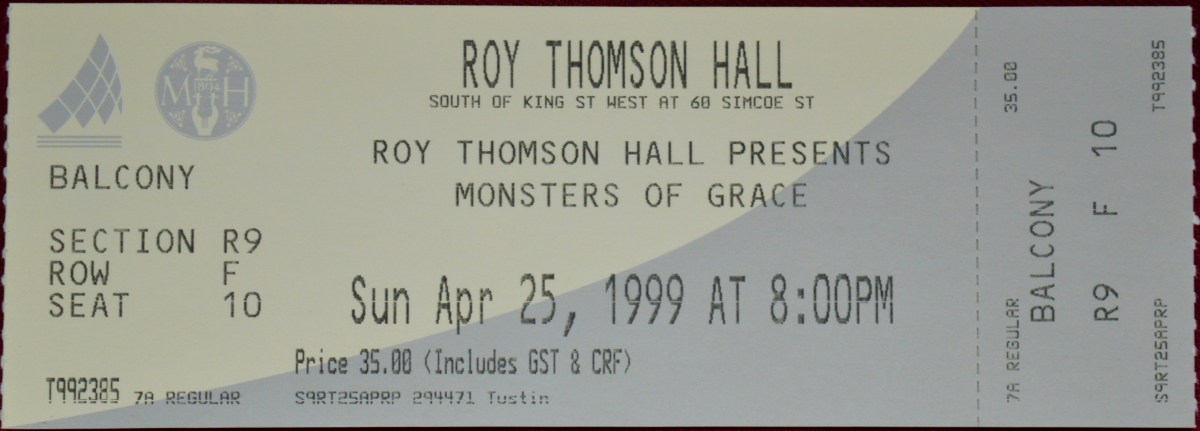 M H
1894
ROY THOMSON HALL
SOUTH OF KING ST WEST AT 60 SIMCOE ST
ROY THOMSON HALL PRESENTS
MONSTERS OF GRACE
BALCONY
SECTION R9
ROW F
SEAT 10
Sun Apr 25, 1999 AT 8:00PM
Price 35.00 (Includes GST & CRF)
T992385 7A REGULAR S9RT25APRP 294471 Tustin
7A REGULAR 35.00
BALCONY
R9 F 10
S9RT25APRP T992385